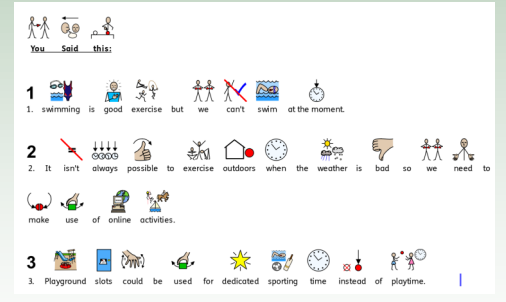 You Said this:
1
1. swimming is good exercise but we can't swim at the moment.
2
2. It isn't always possible to exercise outdoors when the weather is bad so we need to
make use of online activities.
3
3. Playground slots could be used for dedicated sporting time instead of playtime.